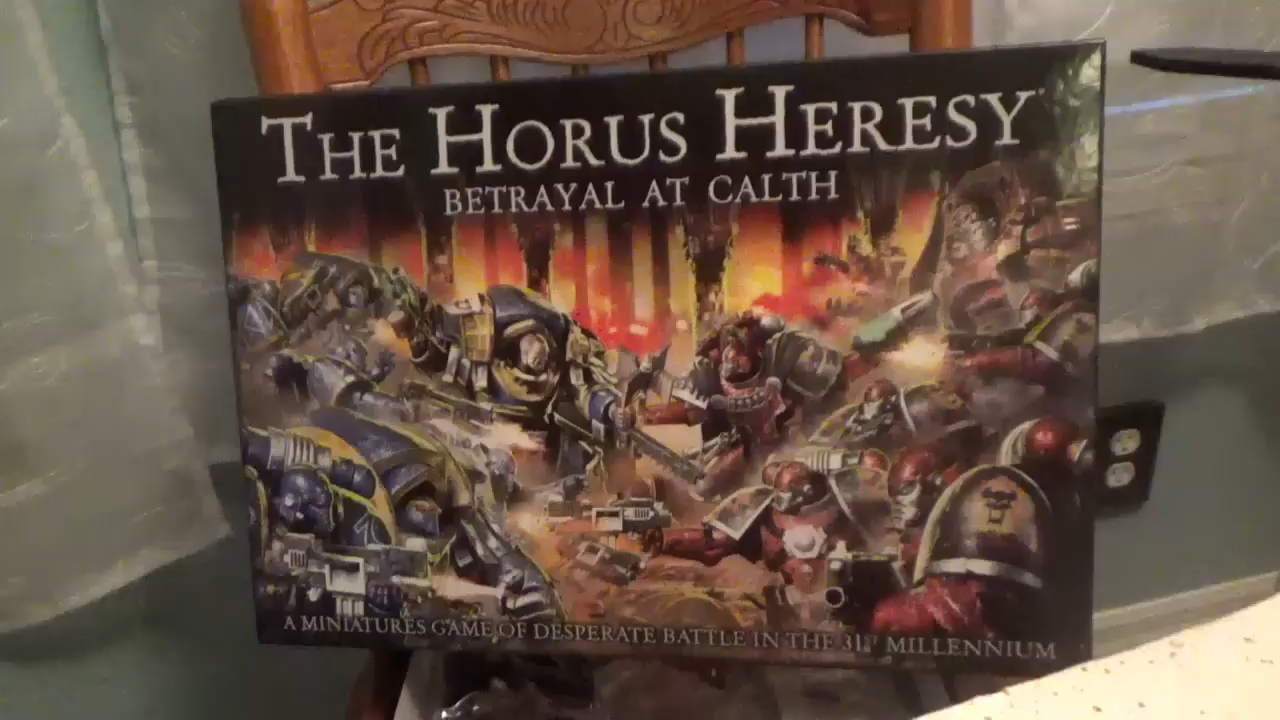 THE HORUS HERESY
BETRAYAL AT CALTH
A MINIATURES GAME OF DESPERATE BATTLE IN THE 31ST MILLENNIUM